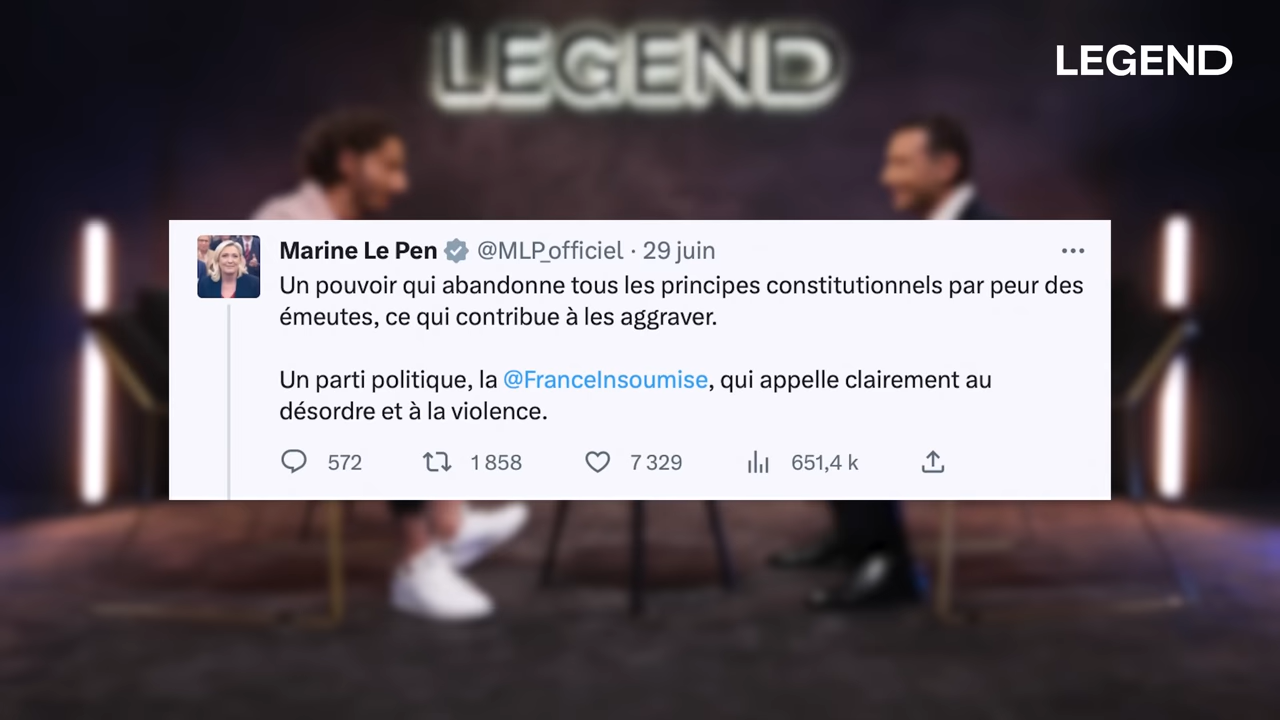 LEGEND
LEGEND
Marine Le Pen @MLP_officiel · 29 juin
Un pouvoir qui abandonne tous les principes constitutionnels par peur des
émeutes, ce qui contribue à les aggraver.
Un parti politique, la @FranceInsoumise, qui appelle clairement au
désordre et à la violence.
572 1 858 7 329 651,4 k